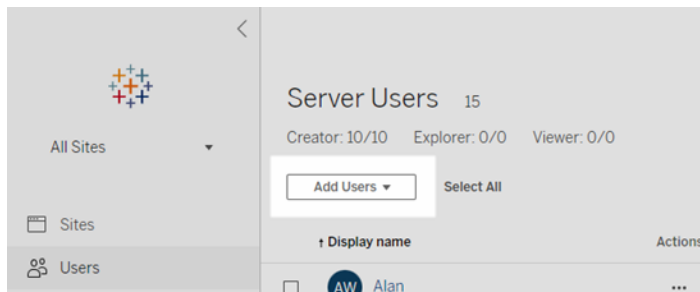 Server Users 15
Creator: 10/10 Explorer: 0/0 Viewer: 0/0
All Sites
Add Users Select All
Sites
↑ Display name Actions
Users
AW Alan ...